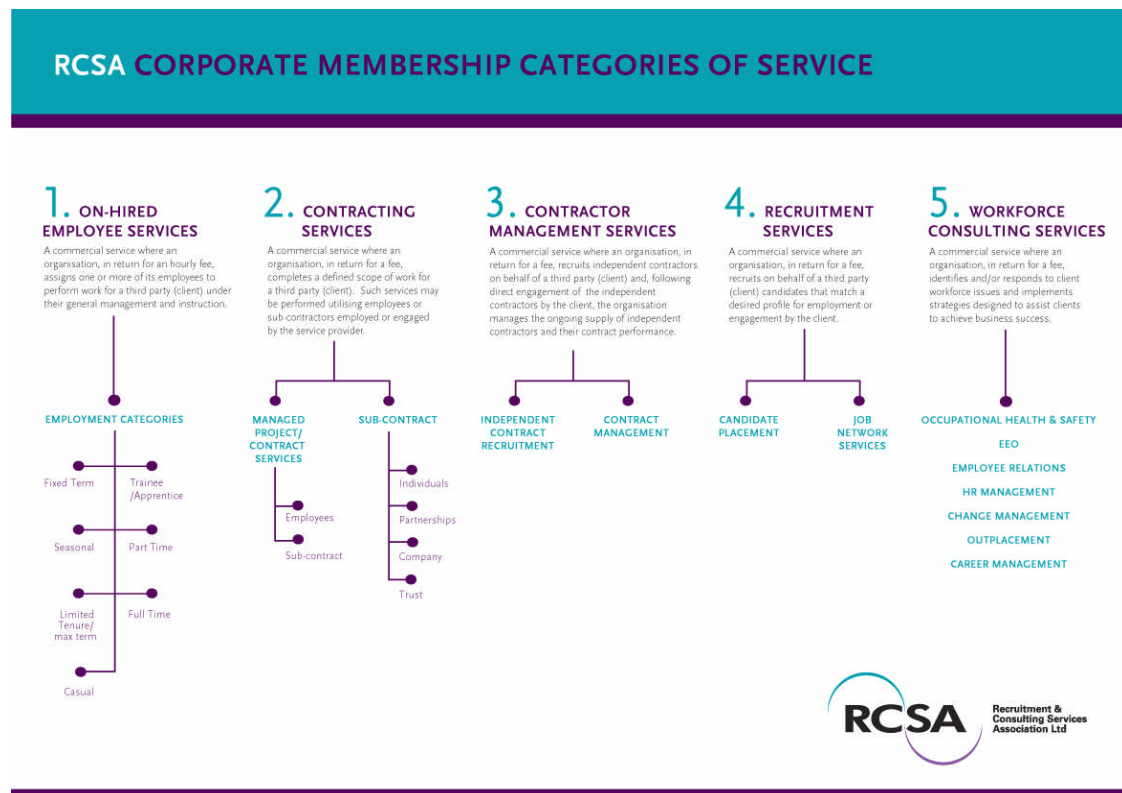 RCSA CORPORATE MEMBERSHIP CATEGORIES OF SERVICE
1. ON-HIRED
EMPLOYEE SERVICES
A commercial service where an
organisation, in return for an hourly fee,
assigns one or more of its employees to
perform work for a third party (client) under
their general management and instruction.
EMPLOYMENT CATEGORIES
Fixed Term
Trainee
/Apprentice
Seasonal
Part Time
Limited
Tenure/
max term
Full Time
Casual
2. CONTRACTING
SERVICES
A commercial service where an
organisation, in return for a fee,
completes a defined scope of work for
a third party (client). Such services may
be performed utilising employees or
sub-contractors employed or engaged
by the service provider.
MANAGED
PROJECT/
CONTRACT
SERVICES
Employees
Sub-contract
SUB-CONTRACT
Individuals
Partnerships
Company
Trust
3. CONTRACTOR
MANAGEMENT SERVICES
A commercial service where an organisation, in
return for a fee, recruits independent contractors
on behalf of a third party (client) and, following
direct engagement of the independent
contractors by the client, the organisation
manages the ongoing supply of independent
contractors and their contract performance.
INDEPENDENT
CONTRACT
RECRUITMENT
CONTRACT
MANAGEMENT
4. RECRUITMENT
SERVICES
A commercial service where an
organisation, in return for a fee,
recruits on behalf of a third party
(client) candidates that match a
desired profile for employment or
engagement by the client.
CANDIDATE
PLACEMENT
JOB
NETWORK
SERVICES
5. WORKFORCE
CONSULTING SERVICES
A commercial service where an
organisation, in return for a fee,
identifies and/or responds to client
workforce issues and implements
strategies designed to assist clients
to achieve business success.
OCCUPATIONAL HEALTH & SAFETY
EEO
EMPLOYEE RELATIONS
HR MANAGEMENT
CHANGE MANAGEMENT
OUTPLACEMENT
CAREER MANAGEMENT
RCSA
Recruitment &
Consulting Services
Association Ltd